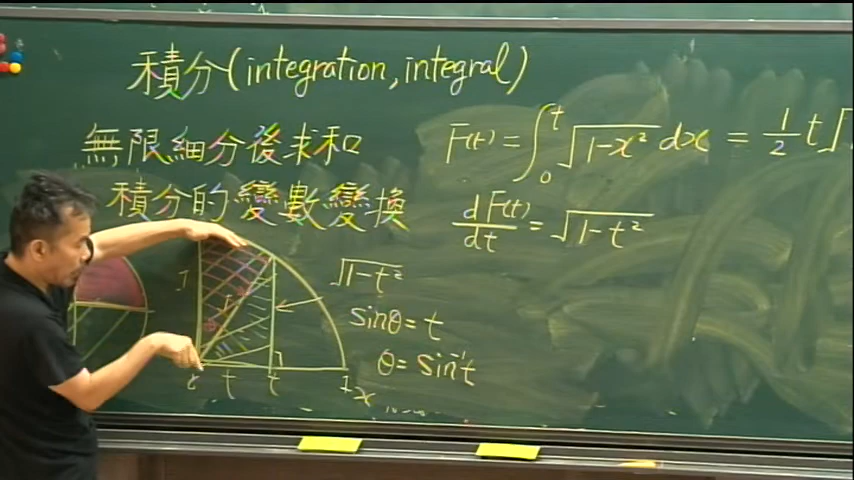 積分(integration, integral)
無限細分後求和
積分的變數變換
F(t) = ∫₀ᵗ √1-x² dx = 1/2 t√
dF(t)/dt = √1-t²
√1-t²
sinθ = t
θ = sin⁻¹t
t t 1 x